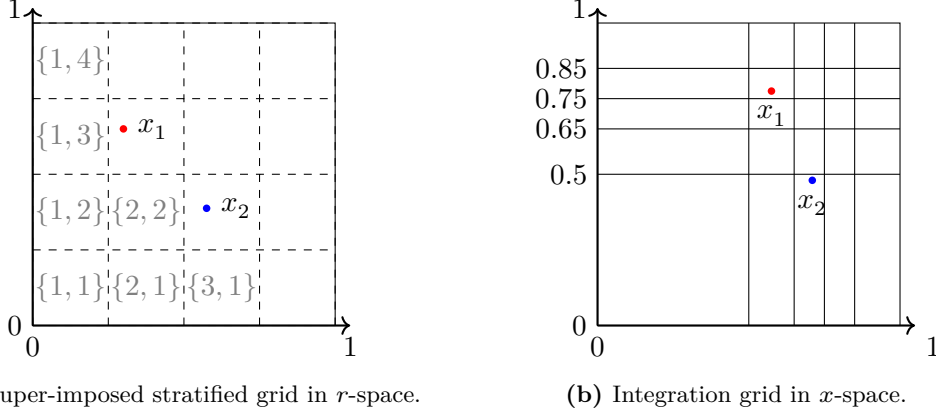 1
{1, 4}
{1, 3}
x1
{1, 2} {2, 2}
x2
{1, 1} {2, 1} {3, 1}
0
0
1
uper-imposed stratified grid in r-space.
1
0.85
0.75
x1
0.65
0.5
x2
0
0
1
(b) Integration grid in x-space.